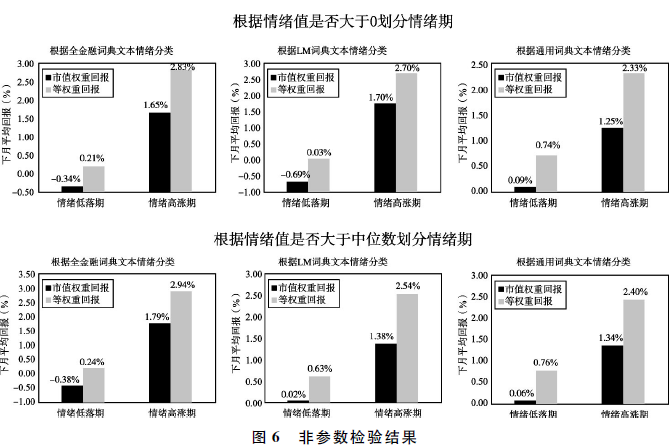 根据情绪值是否大于0划分情绪期
根据全金融词典文本情绪分类
3.00
2.50
2.00
1.50
1.00
0.50
0.00
-0.50
下月平均回报（%）
市值权重回报
等权重回报
-0.34%
0.21%
1.65%
2.83%
情绪低落期
情绪高涨期
根据LM词典文本情绪分类
3.00
2.50
2.00
1.50
1.00
0.50
0.00
-0.50
-1.00
下月平均回报（%）
市值权重回报
等权重回报
-0.69%
0.03%
1.70%
2.70%
情绪低落期
情绪高涨期
根据通用词典文本情绪分类
2.50
2.00
1.50
1.00
0.50
0.00
下月平均回报（%）
市值权重回报
等权重回报
0.09%
0.74%
1.25%
2.33%
情绪低落期
情绪高涨期
根据情绪值是否大于中位数划分情绪期
根据全金融词典文本情绪分类
3.50
3.00
2.50
2.00
1.50
1.00
0.50
0.00
-0.50
-1.00
下月平均回报（%）
市值权重回报
等权重回报
-0.38%
0.24%
1.79%
2.94%
情绪低落期
情绪高涨期
根据LM词典文本情绪分类
3.00
2.50
2.00
1.50
1.00
0.50
0.00
下月平均回报（%）
市值权重回报
等权重回报
0.02%
0.63%
1.38%
2.54%
情绪低落期
情绪高涨期
根据通用词典文本情绪分类
3.00
2.50
2.00
1.50
1.00
0.50
0.00
下月平均回报（%）
市值权重回报
等权重回报
0.06%
0.76%
1.34%
2.40%
情绪低落期
情绪高涨期
图 6 非参数检验结果